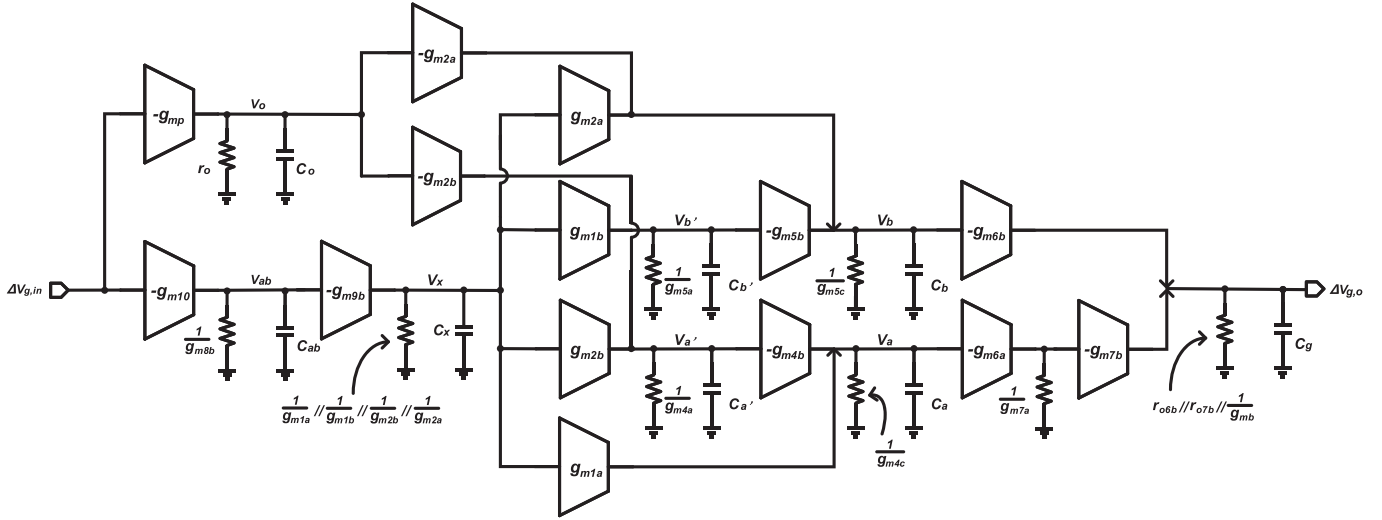 -gm2a
-gmp
Vo
gm2a
ro
Co
-gm2b
gm1b
Vb'
-gm5b
Vb
-gm6b
1/gm5a
Cb'
1/gm5c
Cb
ΔVg,in
-gm10
Vab
-gm9b
Vx
ΔVg,o
1/gm8b
Cab
Cx
gm2b
Va'
-gm4b
Va
-gm6a
-gm7b
Cg
1/gm1a//1/gm1b//1/gm2b//1/gm2a
1/gm4a
Ca'
Ca
1/gm7a
ro6b//ro7b//1/gmb
1/gm4c
gm1a